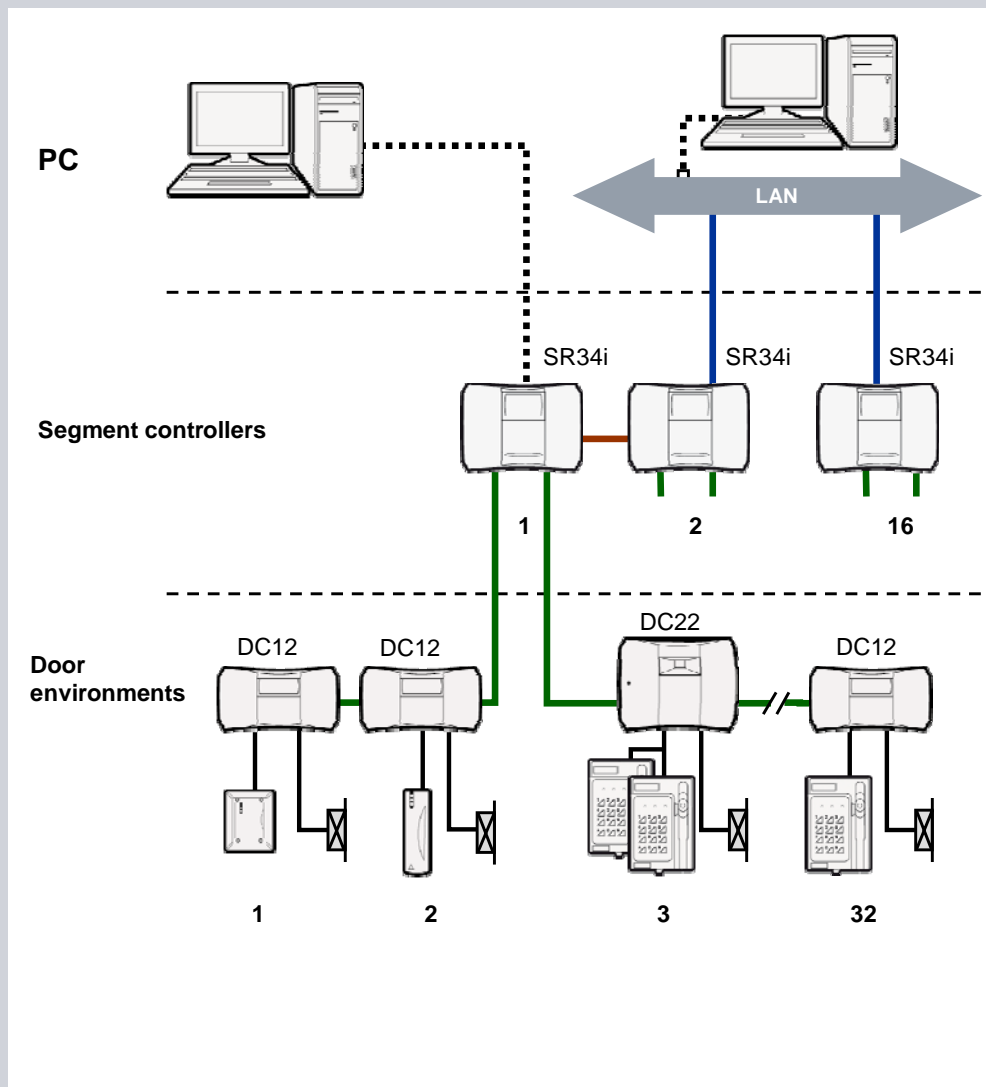 PC
LAN
SR34i
SR34i
SR34i
Segment controllers
1
2
16
DC22
DC12
DC12
DC12
Door
environments
1
2
3
32